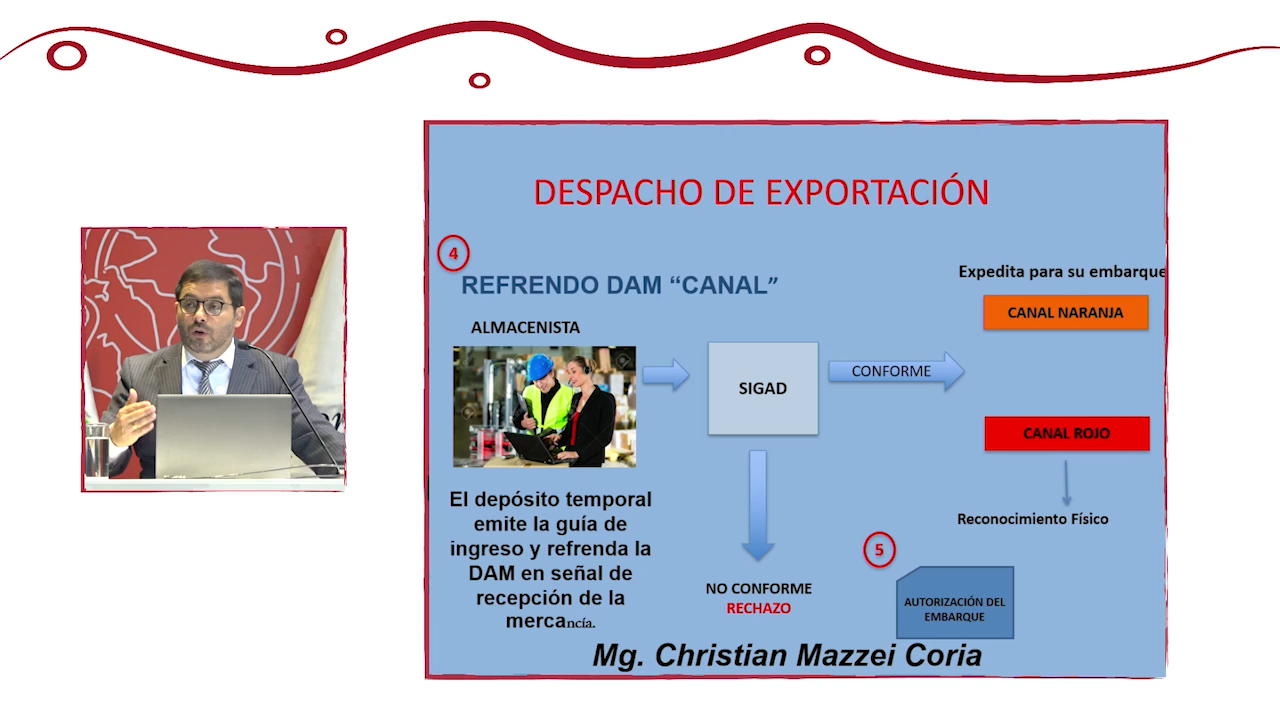 DESPACHO DE EXPORTACIÓN
4
REFRENDO DAM “CANAL”
ALMACENISTA
SIGAD
CONFORME
Expedita para su embarque
CANAL NARANJA
CANAL ROJO
Reconocimiento Físico
El depósito temporal
emite la guía de
ingreso y refrenda la
DAM en señal de
recepción de la
mercancía.
NO CONFORME
RECHAZO
5
AUTORIZACIÓN DEL
EMBARQUE
Mg. Christian Mazzei Coria